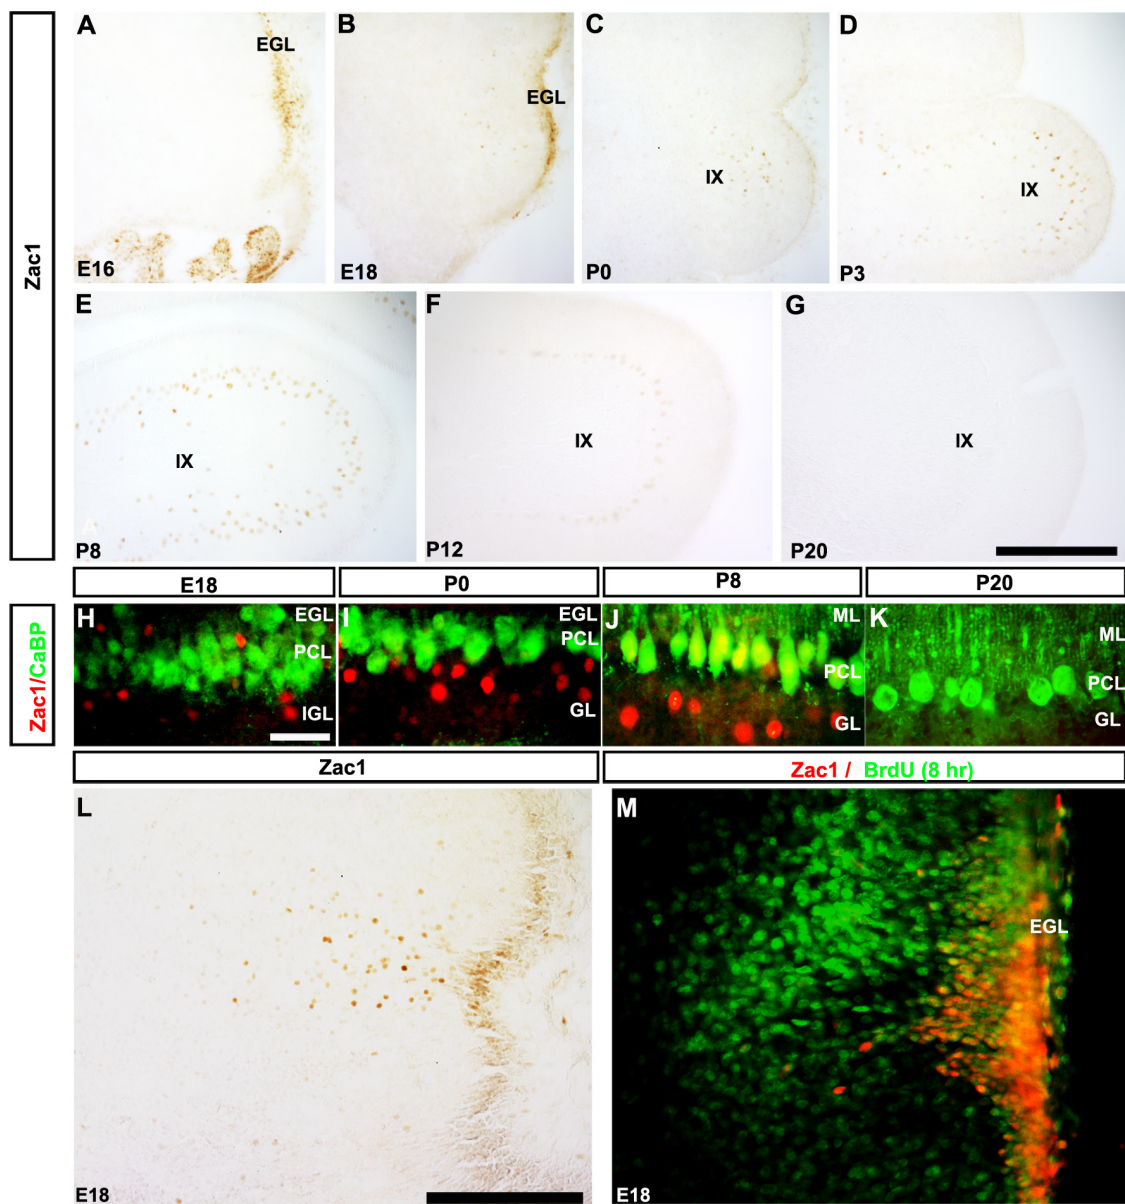 Zac1
A
EGL
E16
B
EGL
E18
C
IX
P0
D
IX
P3
E
IX
A
P8
F
IX
P12
G
IX
P20
E18
P0
P8
P20
Zac1/CaBP
H
EGL
PCL
IGL
I
EGL
PCL
GL
J
ML
PCL
GL
K
ML
PCL
GL
Zac1
Zac1 / BrdU (8 hr)
L
E18
M
EGL
E18